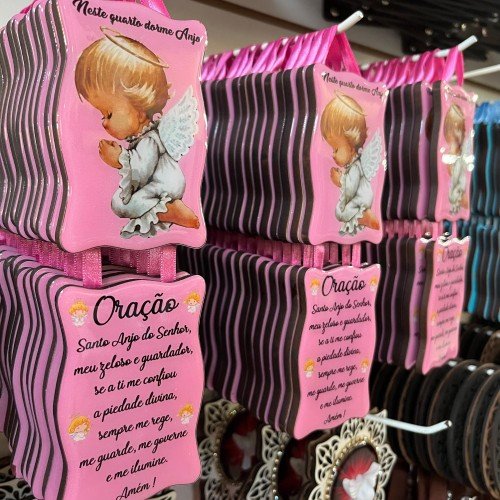 Neste quarto dorme Anjo
Oração
Santo Anjo do Senhor,
meu zeloso e guardador,
se a ti me confiou
a piedade divina,
sempre me rege,
me guarde, me governe
e me ilumine.
Amém !
Neste quarto dorme Anjo
Oração
Santo Anjo do Senhor,
meu zeloso e guardador,
se a ti me confiou
a piedade divina,
sempre me rege,
me guarde, me governe
e me ilumine.
Amém !
Oração